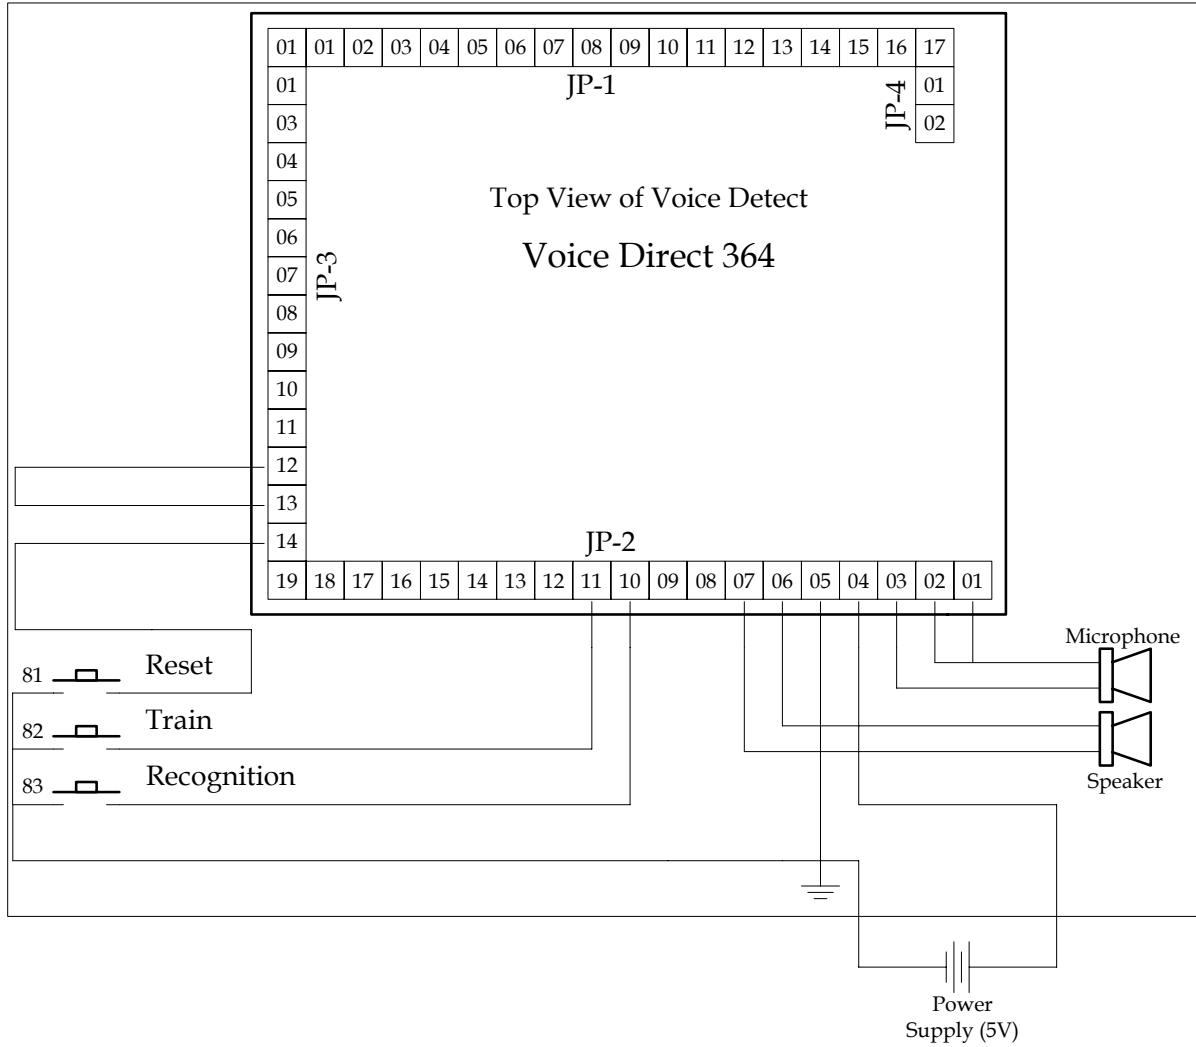 01 01 02 03 04 05 06 07 08 09 10 11 12 13 14 15 16 17
JP-1
JP-4
01
02
01
03
04
05
06
07
08
09
10
11
12
13
14
JP-3
Top View of Voice Detect
Voice Direct 364
JP-2
19 18 17 16 15 14 13 12 11 10 09 08 07 06 05 04 03 02 01
81 Reset
82 Train
83 Recognition
Microphone
Speaker
Power
Supply (5V)